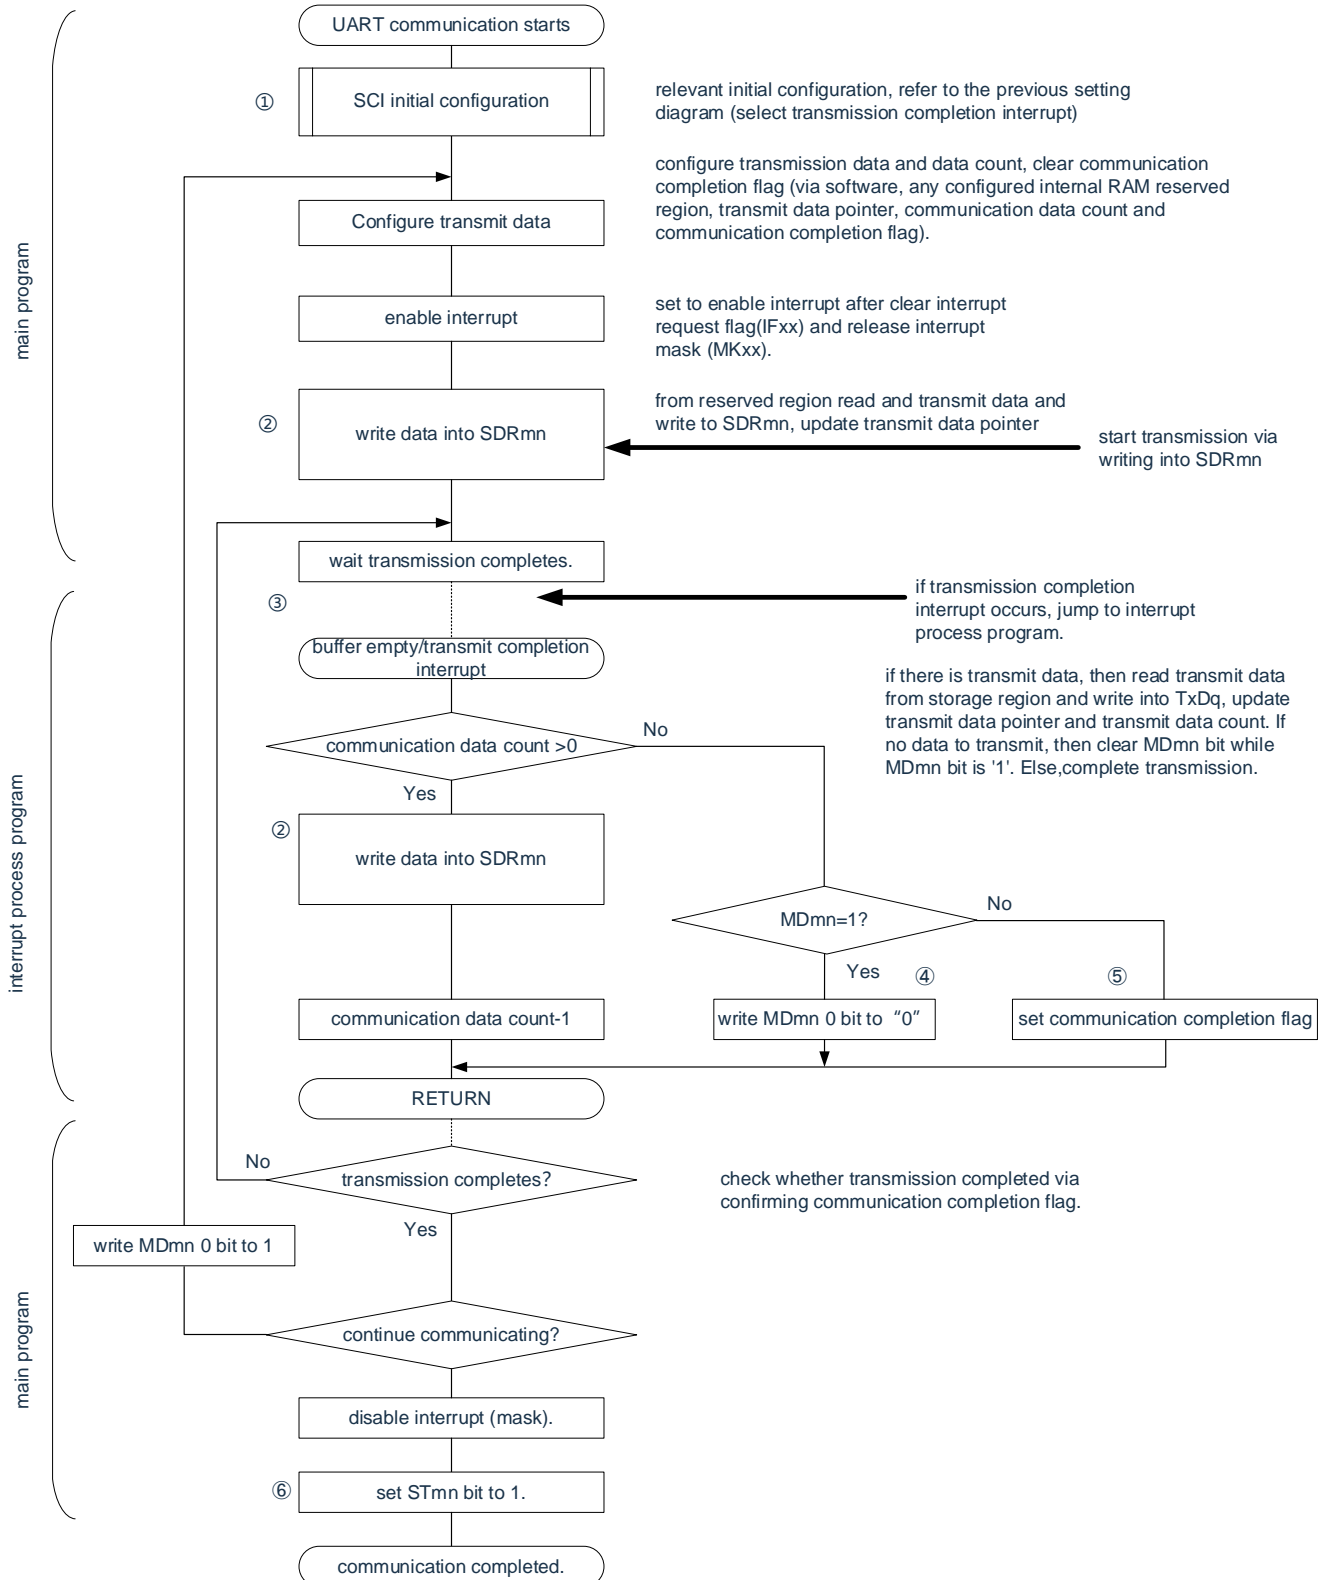 UART communication starts
①
SCI initial configuration
relevant initial configuration, refer to the previous setting
diagram (select transmission completion interrupt)
configure transmission data and data count, clear communication
completion flag (via software, any configured internal RAM reserved
region, transmit data pointer, communication data count and
communication completion flag).
Configure transmit data
main program
enable interrupt
set to enable interrupt after clear interrupt
request flag(IFxx) and release interrupt
mask (MKxx).
②
write data into SDRmn
from reserved region read and transmit data and
write to SDRmn, update transmit data pointer
start transmission via
writing into SDRmn
wait transmission completes.
③
if transmission completion
interrupt occurs, jump to interrupt
process program.
buffer empty/transmit completion
interrupt
if there is transmit data, then read transmit data
from storage region and write into TxDq, update
transmit data pointer and transmit data count. If
no data to transmit, then clear MDmn bit while
MDmn bit is '1'. Else,complete transmission.
communication data count >0
No
Yes
②
write data into SDRmn
interrupt process program
MDmn=1?
No
Yes
④
⑤
communication data count-1
write MDmn 0 bit to “0”
set communication completion flag
RETURN
No
transmission completes?
check whether transmission completed via
confirming communication completion flag.
Yes
write MDmn 0 bit to 1
continue communicating?
main program
disable interrupt (mask).
⑥
set STmn bit to 1.
communication completed.